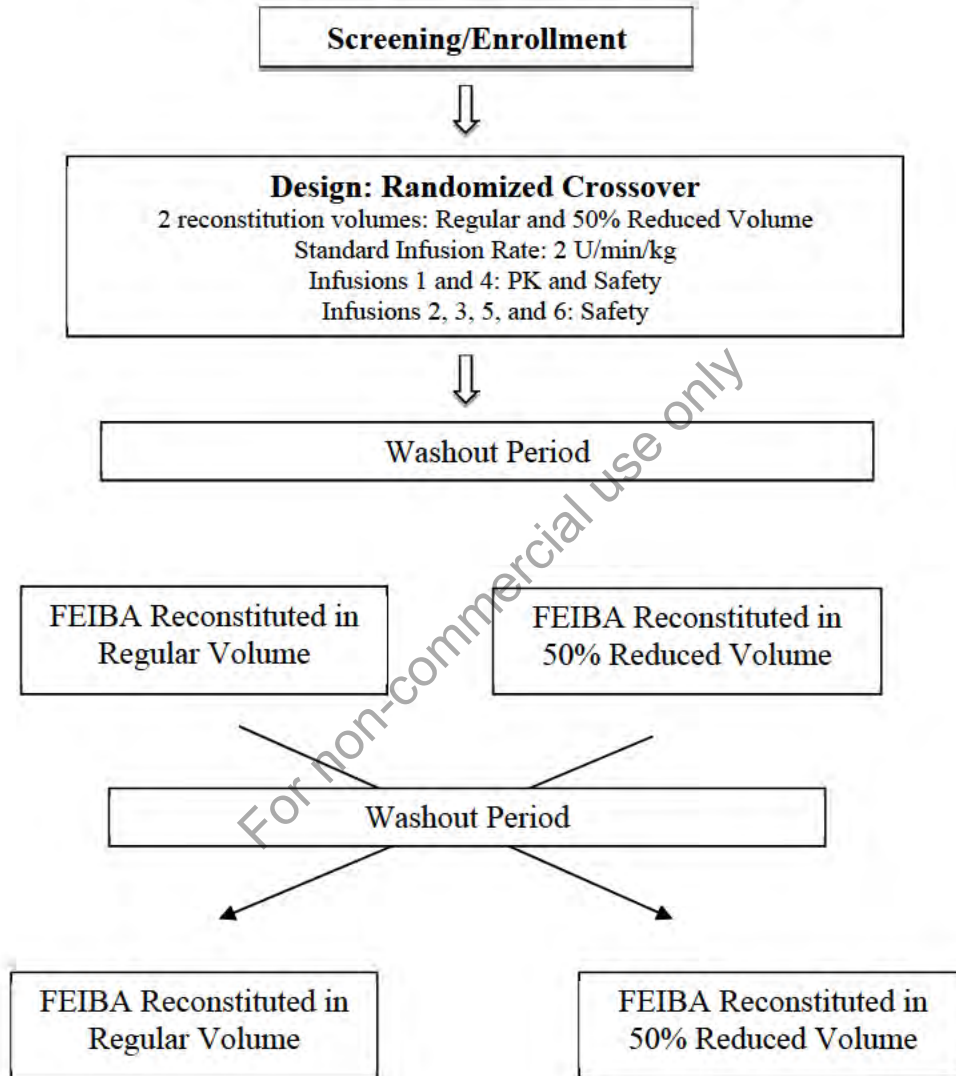 Screening/Enrollment
Design: Randomized Crossover
2 reconstitution volumes: Regular and 50% Reduced Volume
Standard Infusion Rate: 2 U/min/kg
Infusions 1 and 4: PK and Safety
Infusions 2, 3, 5, and 6: Safety
Washout Period
FEIBA Reconstituted in
Regular Volume
FEIBA Reconstituted in
50% Reduced Volume
For non-commercial use only
Washout Period
FEIBA Reconstituted in
Regular Volume
FEIBA Reconstituted in
50% Reduced Volume